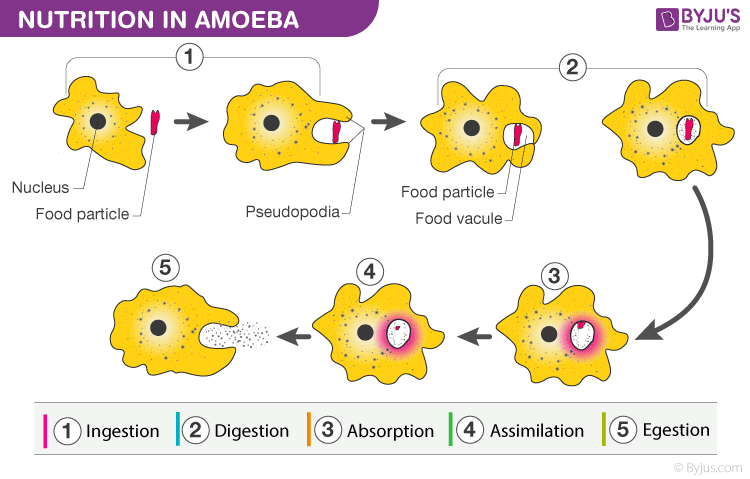 NUTRITION IN AMOEBA
BYJU'S
The Learning App
1
2
Nucleus
Food particle
Pseudopodia
Food particle
Food vacule
5
4
3
1 Ingestion
2 Digestion
3 Absorption
4 Assimilation
5 Egestion
© Byjus.com